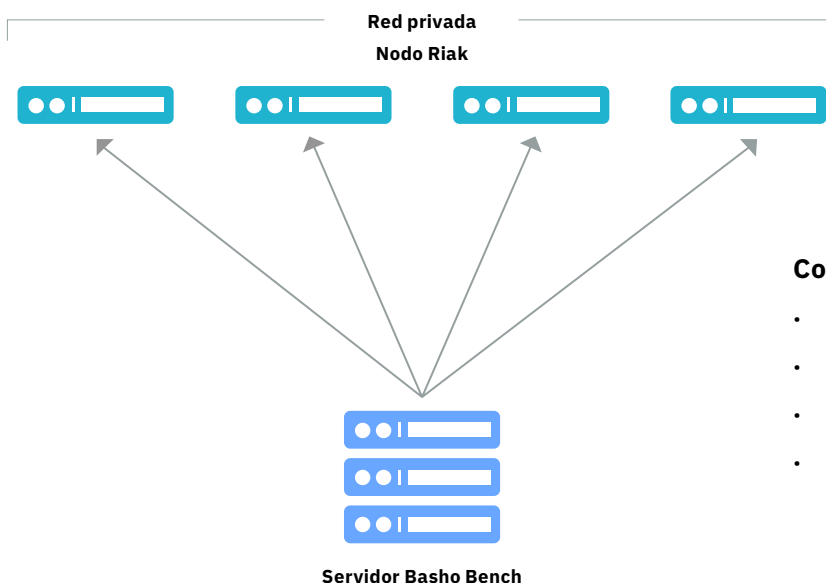 Red privada
Nodo Riak
Co
•
•
•
•
Servidor Basho Bench